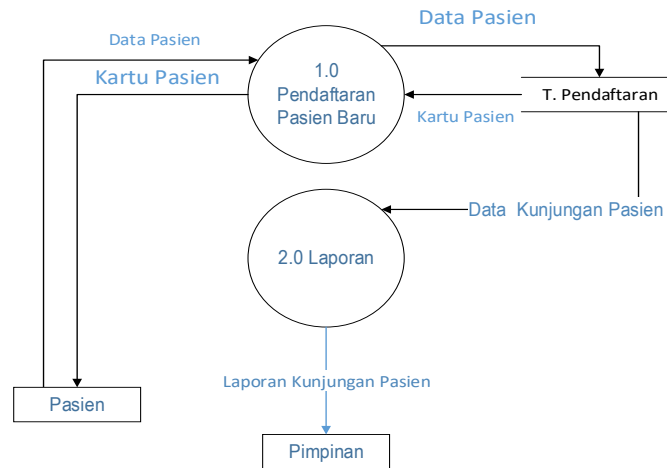 Data Pasien
Data Pasien
Kartu Pasien
1.0
Pendaftaran
Pasien Baru
T. Pendaftaran
Kartu Pasien
Data Kunjungan Pasien
2.0 Laporan
Laporan Kunjungan Pasien
Pasien
Pimpinan